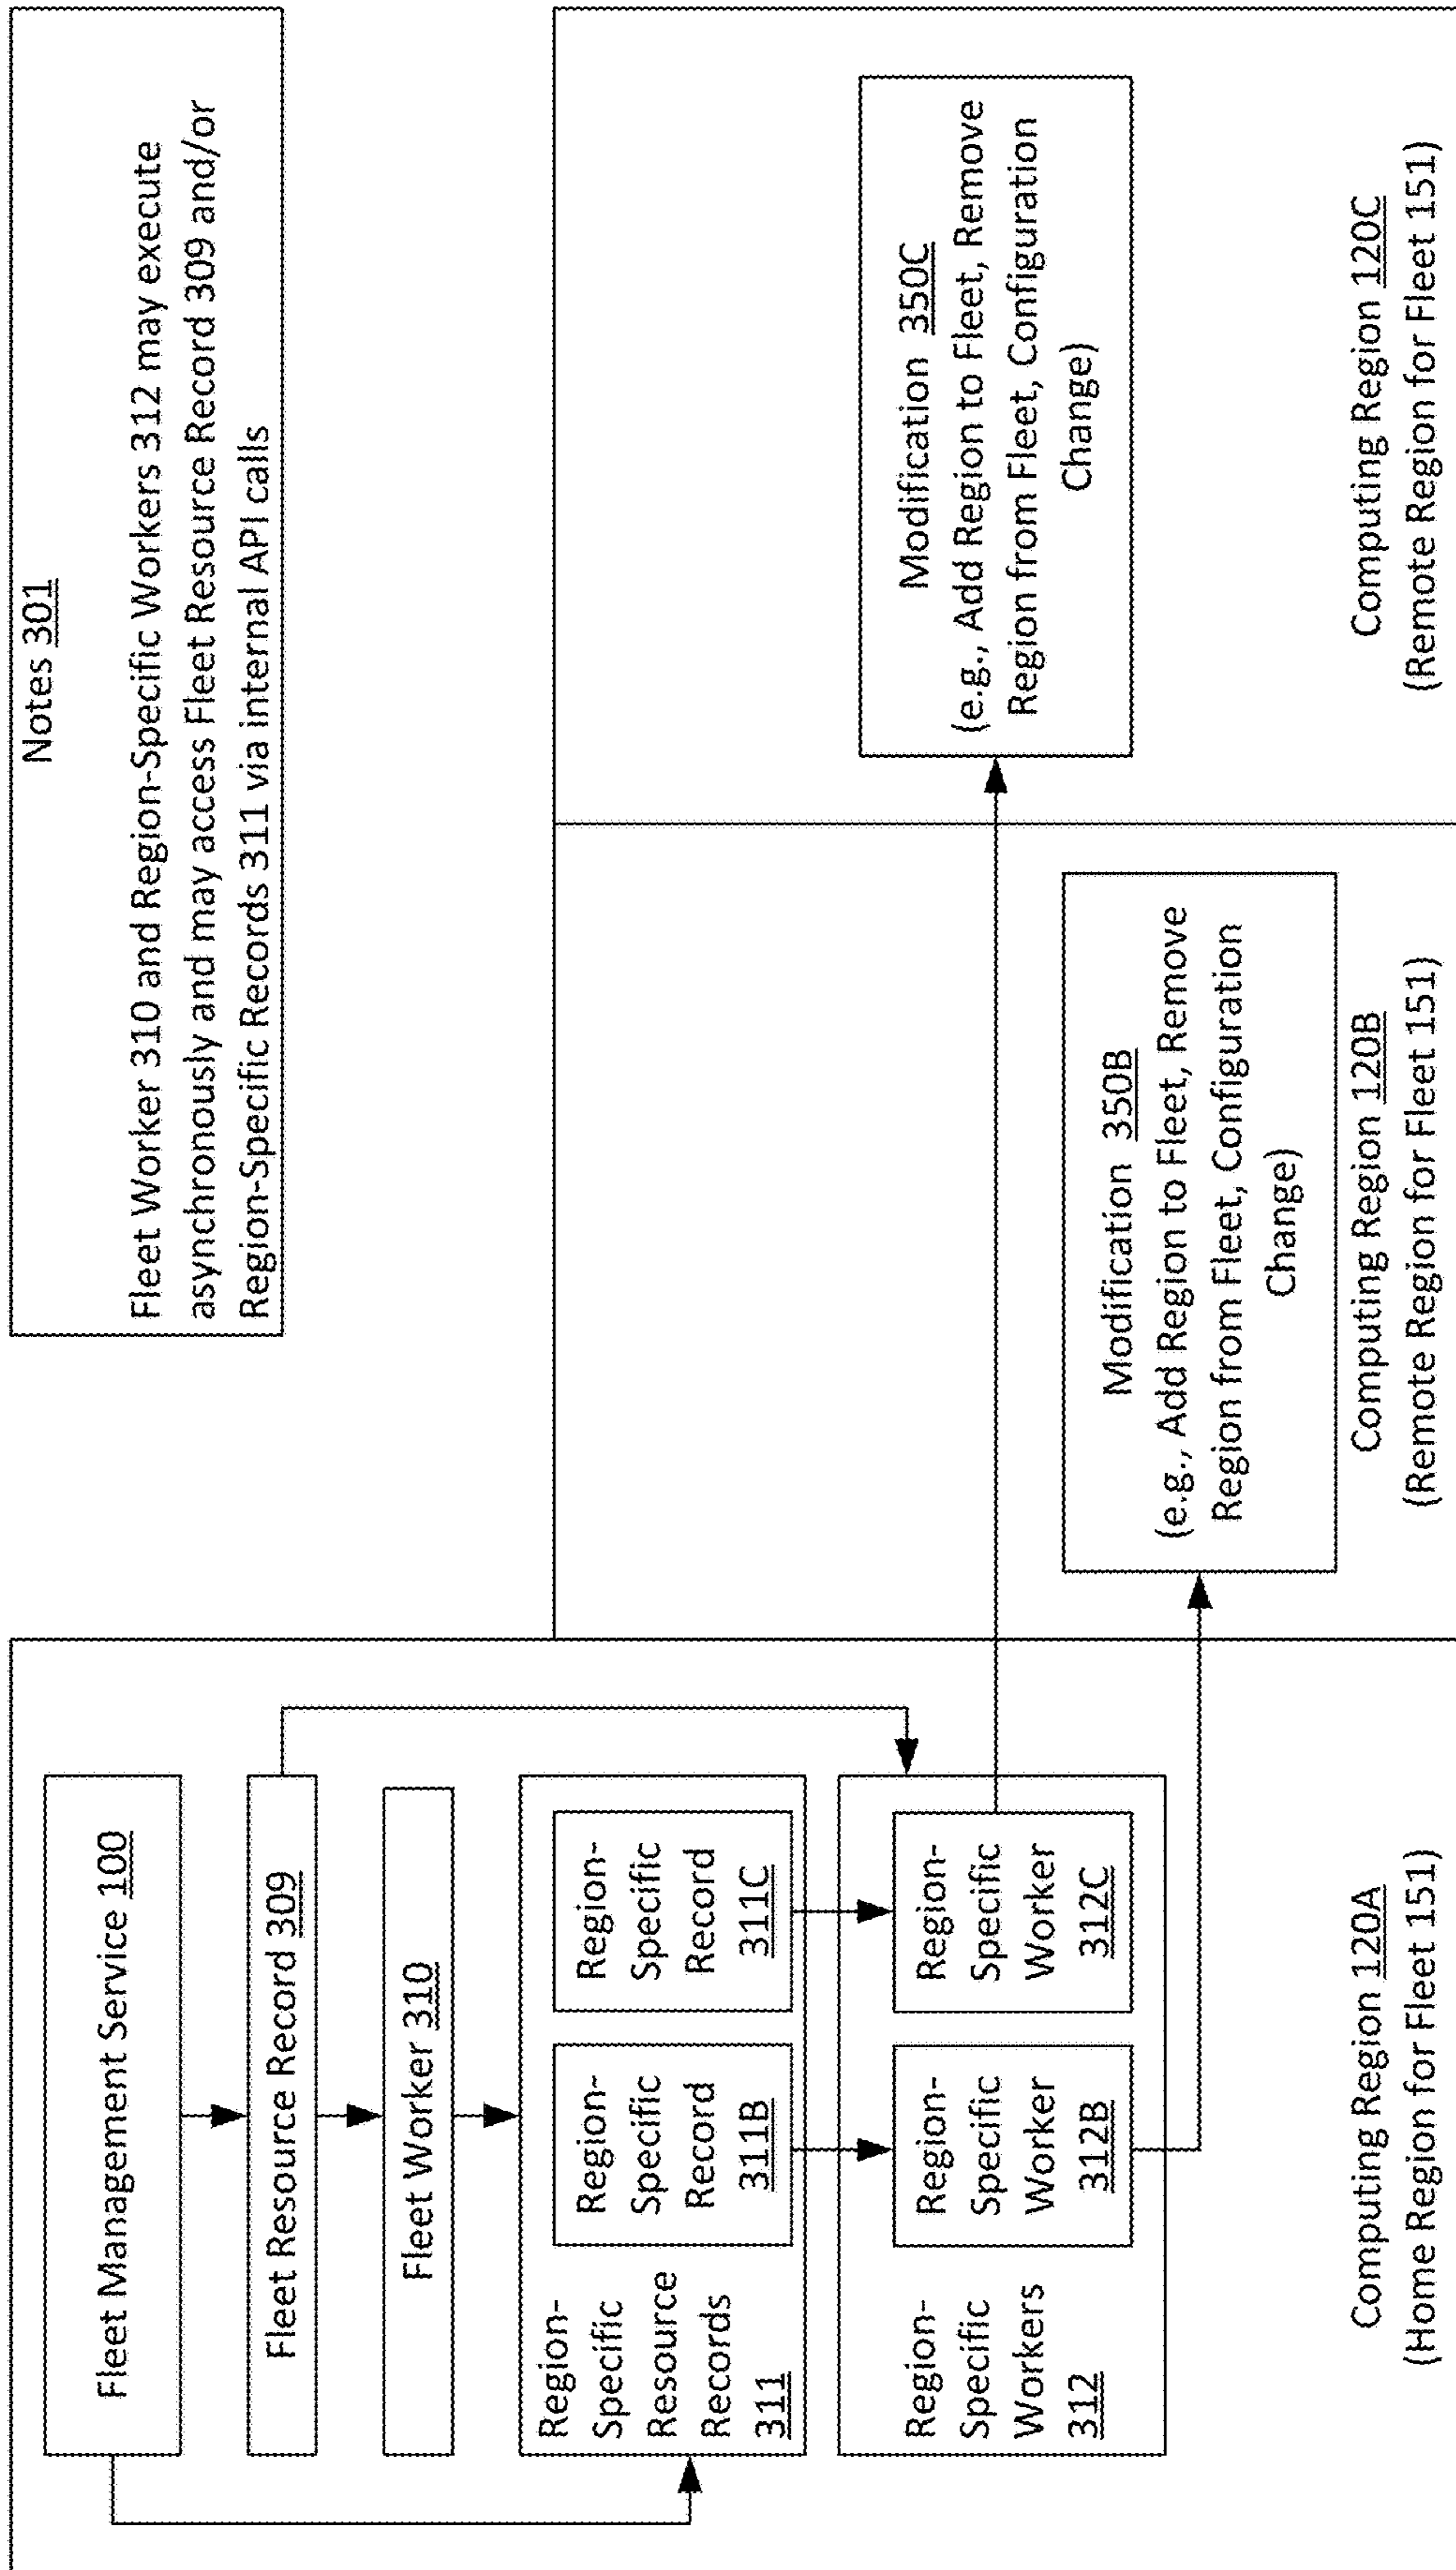 Fleet Management Service 100
Fleet Resource Record 309
Fleet Worker 310
Region-
Specific
Resource
Records
311
Region-
Specific
Record
311B
Region-
Specific
Record
311C
Region-
Specific
Workers
312
Region-
Specific
Worker
312B
Region-
Specific
Worker
312C
Computing Region 120A
(Home Region for Fleet 151)
Notes 301
Fleet Worker 310 and Region-Specific Workers 312 may execute
asynchronously and may access Fleet Resource Record 309 and/or
Region-Specific Records 311 via internal API calls
Modification 350B
(e.g., Add Region to Fleet, Remove
Region from Fleet, Configuration
Change)
Computing Region 120B
(Remote Region for Fleet 151)
Modification 350C
(e.g., Add Region to Fleet, Remove
Region from Fleet, Configuration
Change)
Computing Region 120C
(Remote Region for Fleet 151)